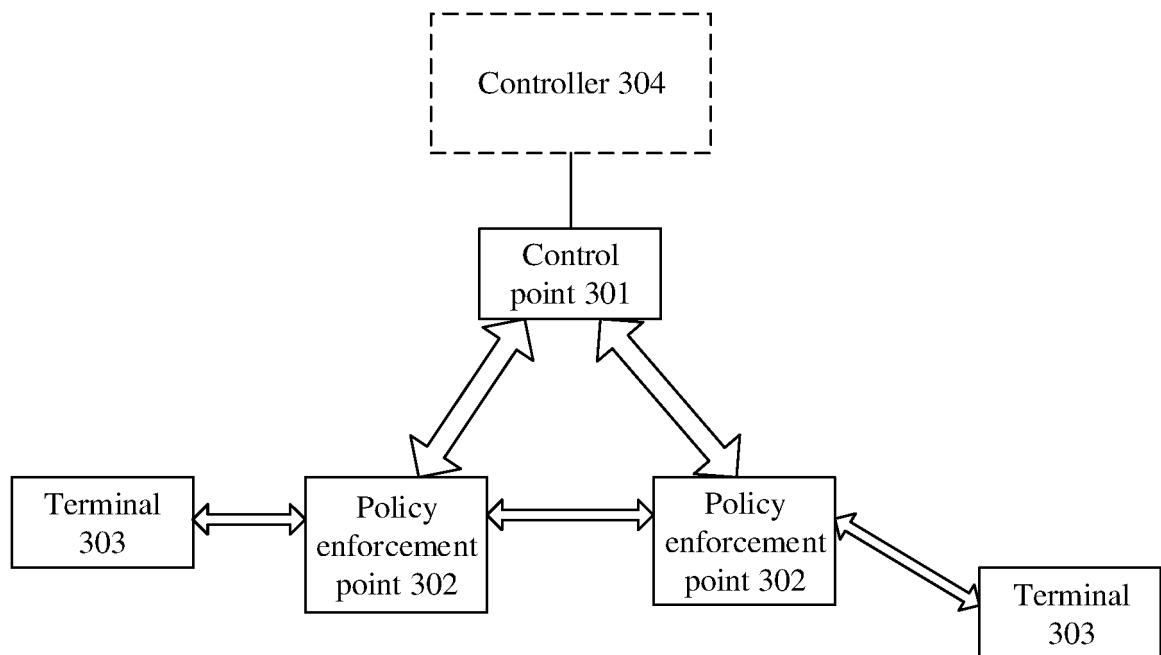 Controller 304
Control
point 301
Terminal
303
Policy
enforcement
point 302
Policy
enforcement
point 302
Terminal
303